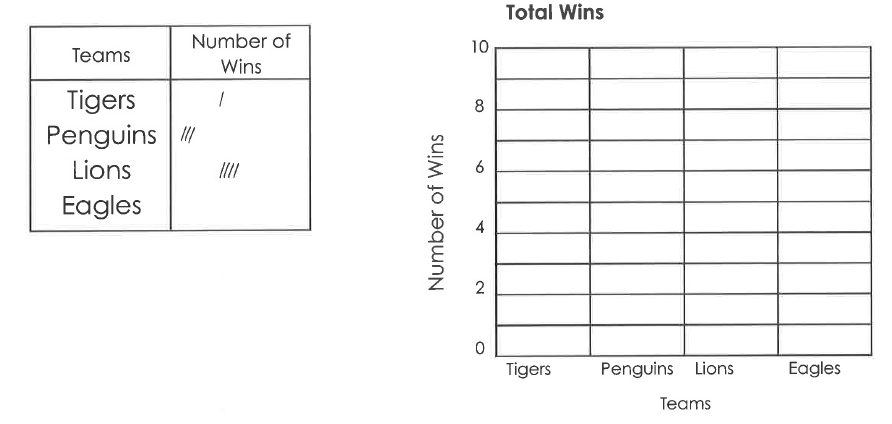 Teams
Number of
Wins
Tigers /
Penguins ///
Lions ////
Eagles
Total Wins
Number of Wins
10
8
6
4
2
0
Tigers Penguins Lions Eagles
Teams